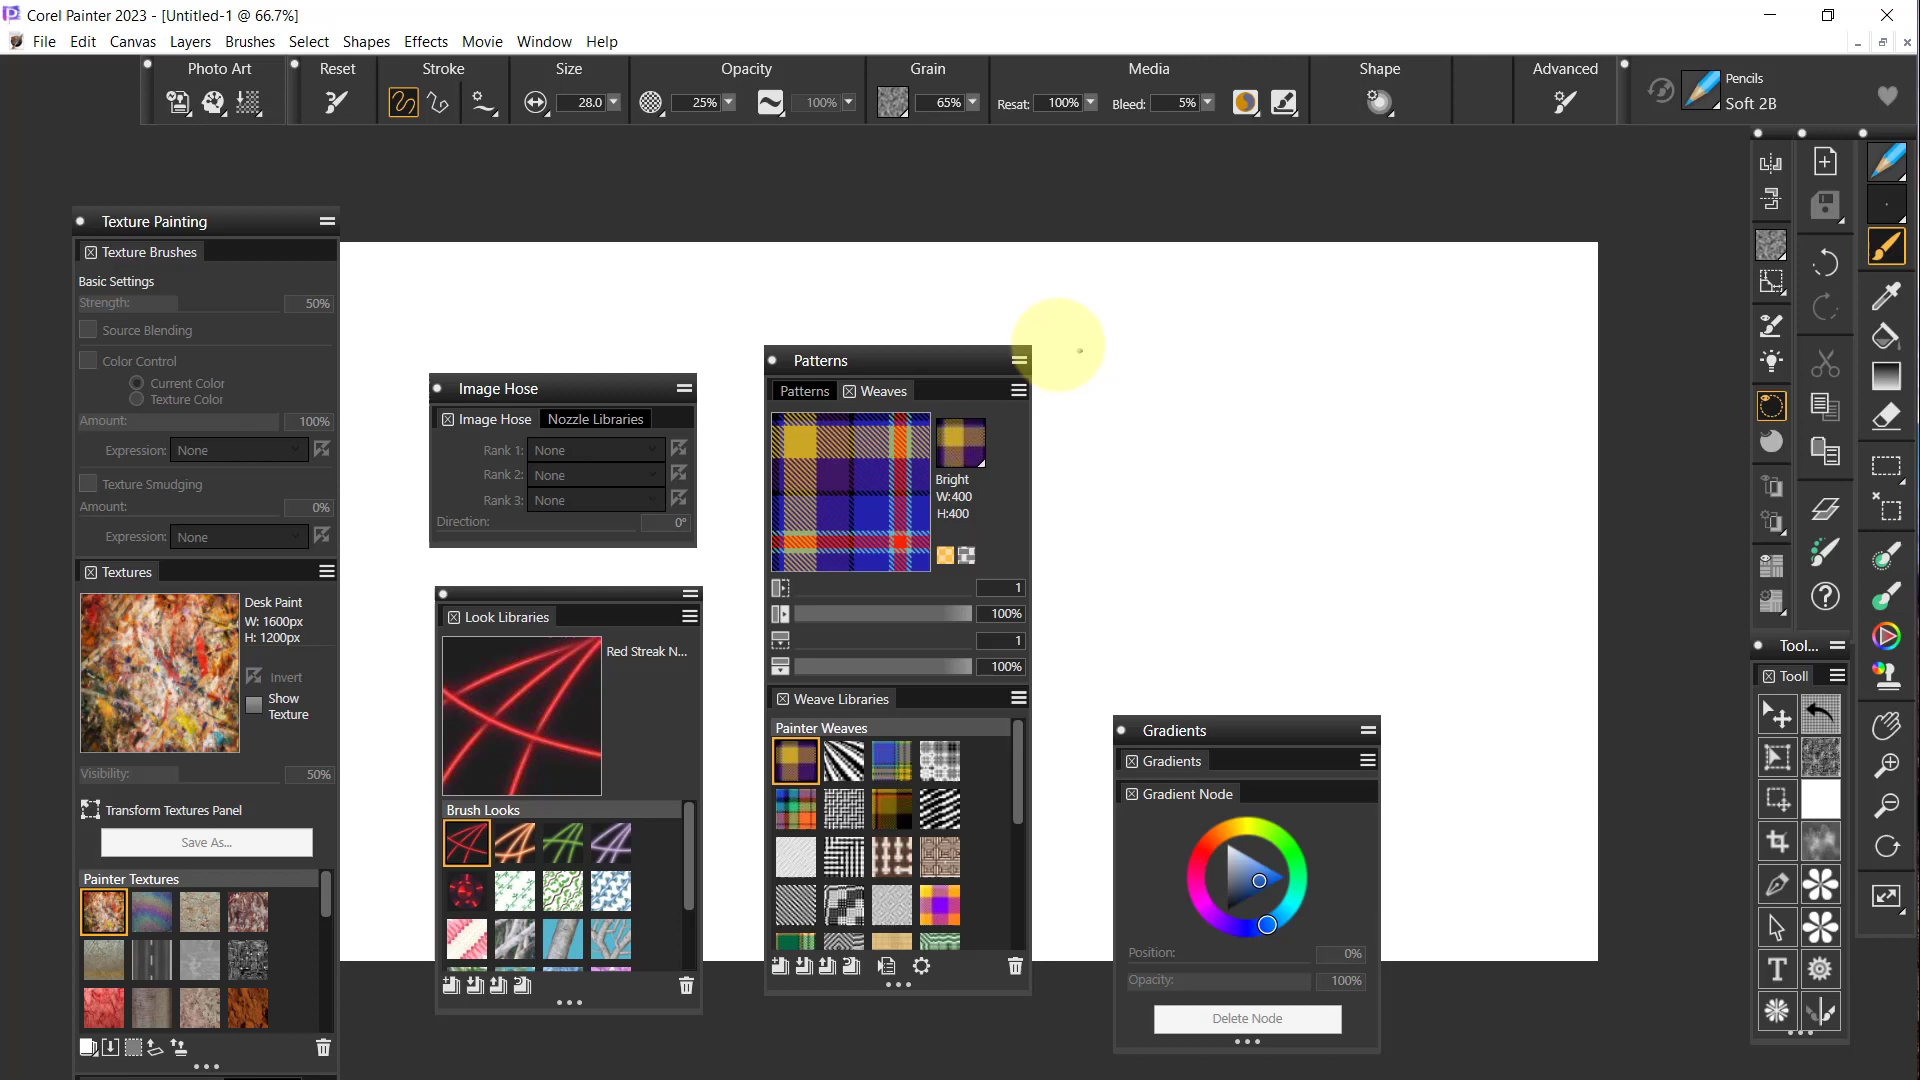 Corel Painter 2023 - [Untitled-1 @ 66.7%]
File Edit Canvas Layers Brushes Select Shapes Effects Movie Window Help
Photo Art Reset Stroke Size Opacity Grain Media Shape Advanced
Pencils
Soft 2B
28.0 25% 100% 65% Resat: 100% Bleed: 5%
Texture Painting
Texture Brushes
Basic Settings
Strength: 50%
Source Blending
Color Control
Current Color
Texture Color
Amount: 100%
Expression: None
Texture Smudging
Amount: 0%
Expression: None
Textures
Desk Paint
W: 1600px
H: 1200px
Invert
Show
Texture
Visibility: 50%
Transform Textures Panel
Save As...
Painter Textures
Image Hose
Image Hose Nozzle Libraries
Rank 1: None
Rank 2: None
Rank 3: None
Direction: 0°
Look Libraries
Red Streak N...
Brush Looks
Patterns
Patterns Weaves
Bright
W:400
H:400
1
100%
1
100%
Weave Libraries
Painter Weaves
Gradients
Gradients
Gradient Node
Position: 0%
Opacity: 100%
Delete Node
Tool...
Tooll